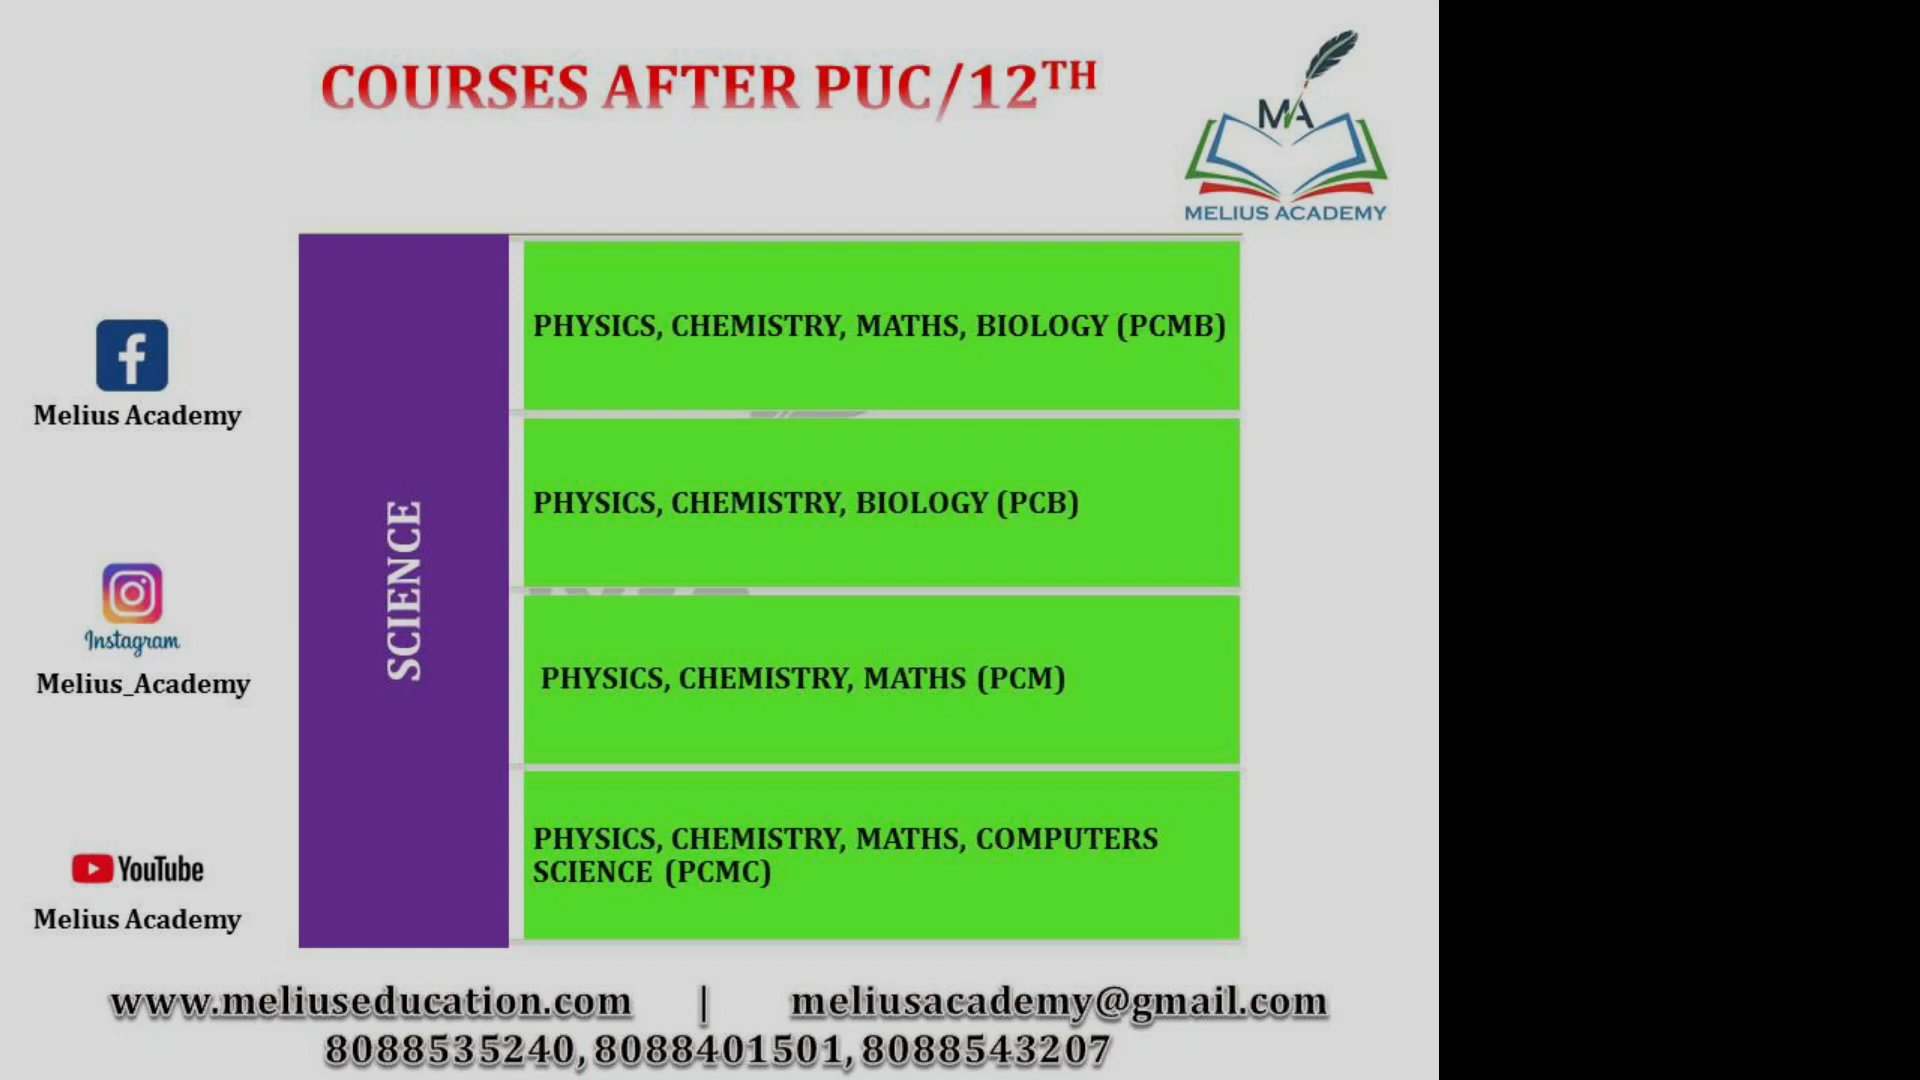 COURSES AFTER PUC/12TH
MA
MELIUS ACADEMY
SCIENCE
PHYSICS, CHEMISTRY, MATHS, BIOLOGY (PCMB)
PHYSICS, CHEMISTRY, BIOLOGY (PCB)
PHYSICS, CHEMISTRY, MATHS (PCM)
PHYSICS, CHEMISTRY, MATHS, COMPUTERS
SCIENCE (PCMC)
Melius Academy
Instagram
Melius_Academy
YouTube
Melius Academy
www.meliuseducation.com | meliusacademy@gmail.com
8088535240, 8088401501, 8088543207